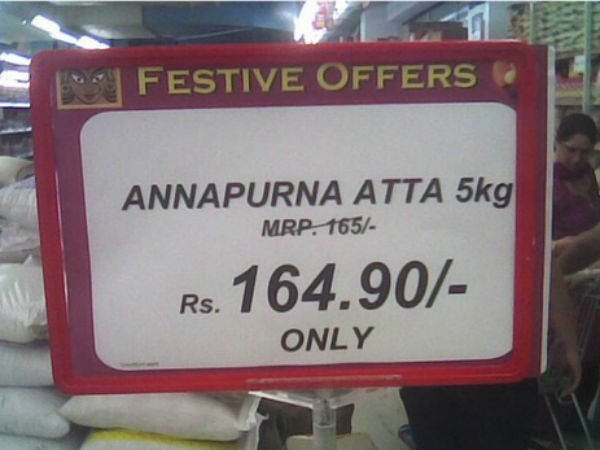 FESTIVE OFFERS
ANNAPURNA ATTA 5kg
MRP. 165/-
Rs. 164.90/-
ONLY